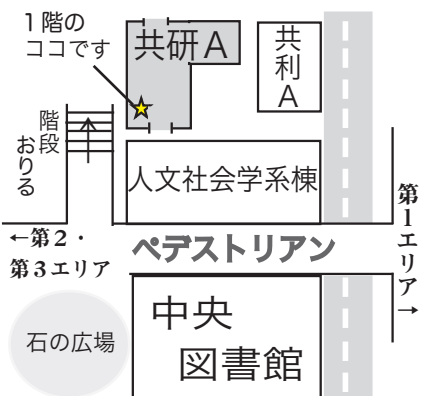 １階の
ココです
共研A
共利A
階段
おりる
人文社会学系棟
←第２・
第３エリア
ペデストリアン
第１エリア→
石の広場
中央
図書館